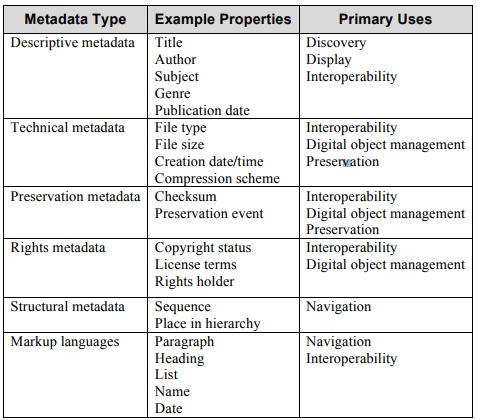 Metadata Type Example Properties Primary Uses
Descriptive metadata Title Discovery
Author Display
Subject Interoperability
Genre
Publication date
Technical metadata File type Interoperability
File size Digital object management
Creation date/time Preservation
Compression scheme
Preservation metadata Checksum Interoperability
Preservation event Digital object management
Preservation
Rights metadata Copyright status Interoperability
License terms Digital object management
Rights holder
Structural metadata Sequence Navigation
Place in hierarchy
Markup languages Paragraph Navigation
Heading Interoperability
List
Name
Date